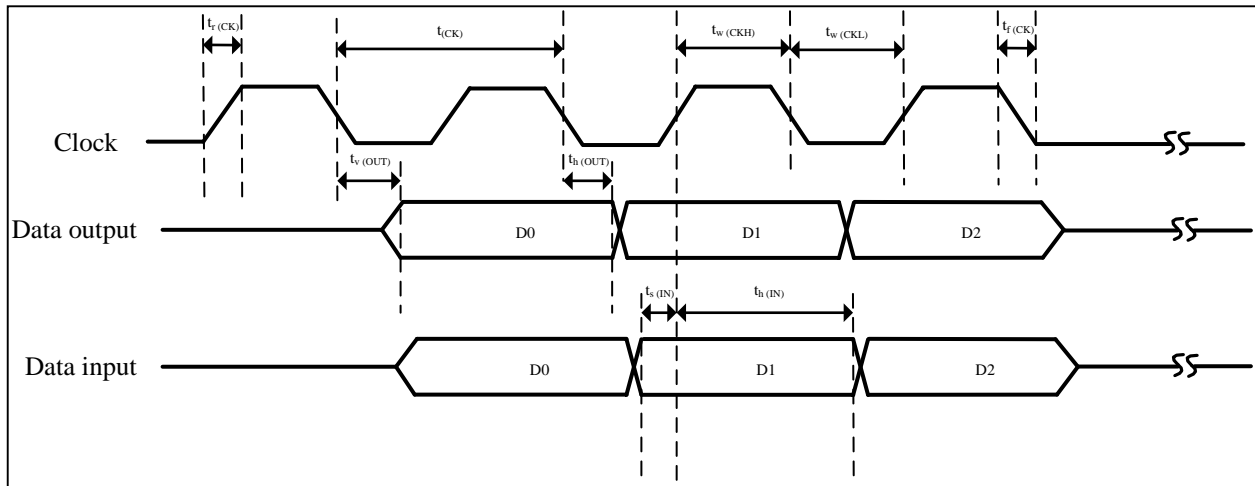 tr (CK)
t(CK)
tw (CKH)
tw (CKL)
tf (CK)
Clock
tv (OUT)
th (OUT)
Data output
D0
D1
D2
ts (IN)
th (IN)
Data input
D0
D1
D2